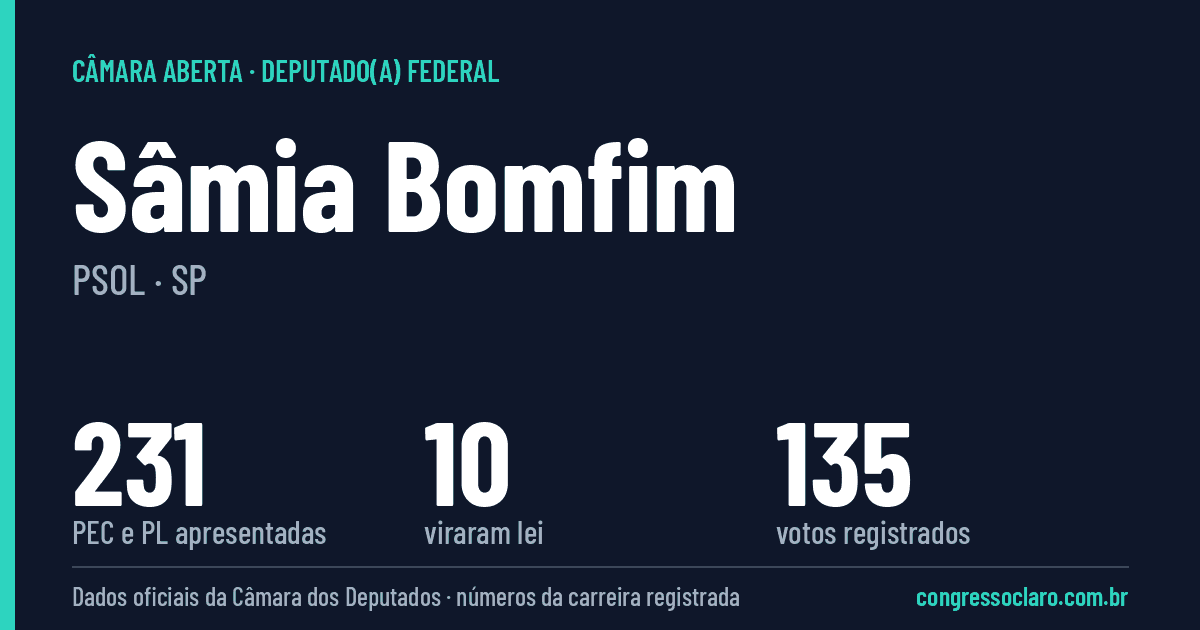 CÂMARA ABERTA · DEPUTADO(A) FEDERAL
Sâmia Bomfim
PSOL · SP
231 10 135
PEC e PL apresentadas viraram lei votos registrados
Dados oficiais da Câmara dos Deputados · números da carreira registrada congressoclaro.com.br